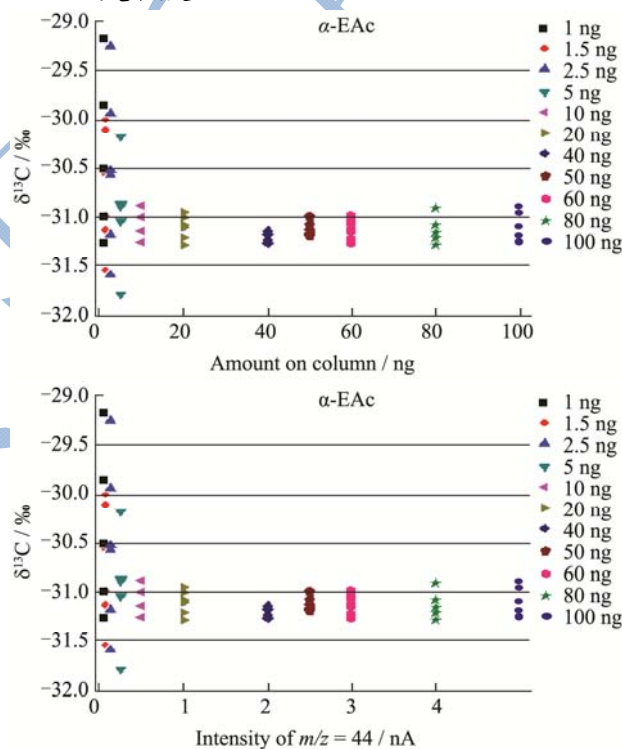 α-EAc
−29.0
−29.5
−30.0
−30.5
−31.0
−31.5
−32.0
δ¹³C / ‰
0 20 40 60 80 100
Amount on column / ng
1 ng
1.5 ng
2.5 ng
5 ng
10 ng
20 ng
40 ng
50 ng
60 ng
80 ng
100 ng
α-EAc
−29.0
−29.5
−30.0
−30.5
−31.0
−31.5
−32.0
δ¹³C / ‰
0 1 2 3 4
Intensity of m/z = 44 / nA
1 ng
1.5 ng
2.5 ng
5 ng
10 ng
20 ng
40 ng
50 ng
60 ng
80 ng
100 ng